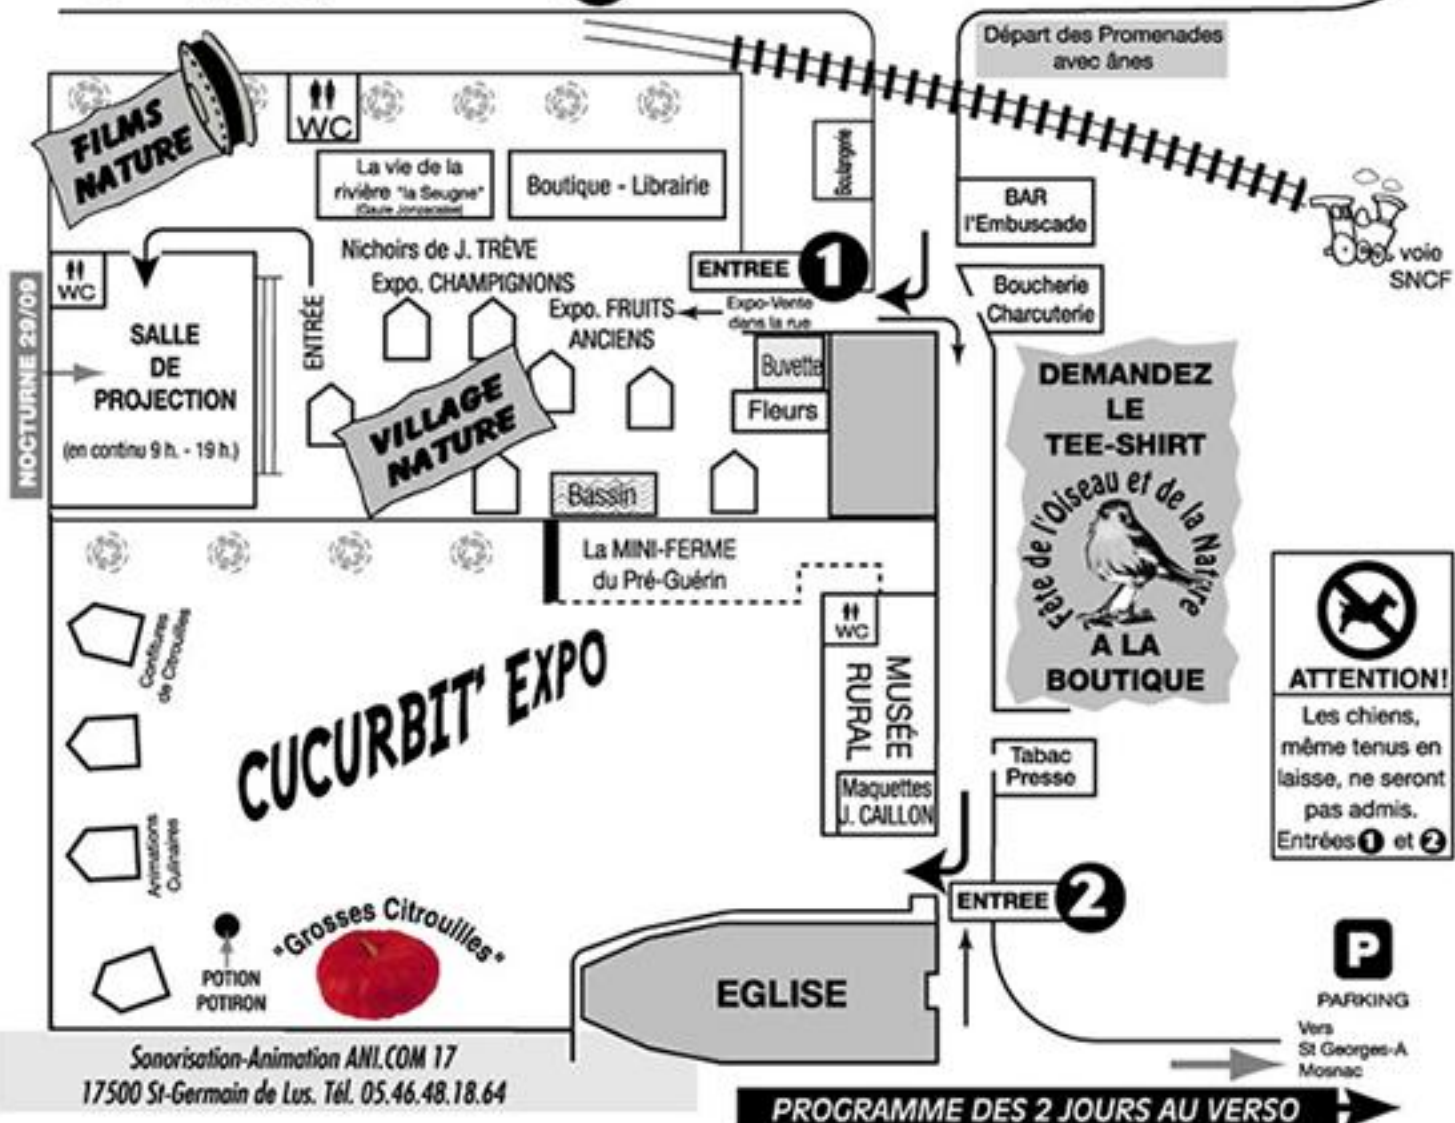 Départ des Promenades
avec ânes
FILMS
NATURE
WC
La vie de la
rivière "la Seugne"
Boutique - Librairie
Boulangerie
BAR
l'Embuscade
voie
SNCF
Nichoirs de J. TRÈVE
Expo. CHAMPIGNONS
Expo. FRUITS
ANCIENS
ENTREE 1
Expo-Vente
dans la rue
Boucherie
Charcuterie
NOCTURNE 29/09
WC
SALLE
DE
PROJECTION
(en continu 9 h. - 19 h.)
ENTRÉE
VILLAGE
NATURE
Buvette
Fleurs
Bassin
DEMANDEZ
LE
TEE-SHIRT
Fête de l'Oiseau et de la Nature
A LA
BOUTIQUE
La MINI-FERME
du Pré-Guérin
WC
MUSÉE
RURAL
Maquettes
J. CAILLON
Confitures
de Citrouilles
CUCURBIT' EXPO
Animations
Culinaires
Tabac
Presse
ATTENTION!
Les chiens,
même tenus en
laisse, ne seront
pas admis.
Entrées 1 et 2
ENTREE 2
POTION
POTIRON
"Grosses Citrouilles"
EGLISE
P
PARKING
Vers
St Georges-A
Mosnac
Sonorisation-Animation ANI.COM 17
17500 St-Germain de Lus. Tél. 05.46.48.18.64
PROGRAMME DES 2 JOURS AU VERSO